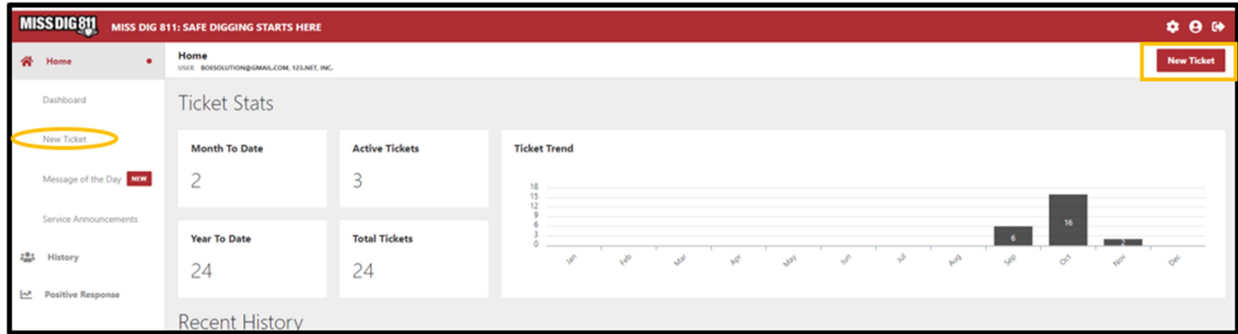 MISS DIG 811 MISS DIG 811: SAFE DIGGING STARTS HERE
Home
Dashboard
New Ticket
Message of the Day NEW
Service Announcements
History
Positive Response
Home
USER: BOESOLUTION@GMAIL.COM, 123.NET, INC.
New Ticket
Ticket Stats
Month To Date
2
Active Tickets
3
Year To Date
24
Total Tickets
24
Ticket Trend
18
15
12
9
6
3
0
6
16
2
Jan Feb Mar Apr May Jun Jul Aug Sep Oct Nov Dec
Recent History